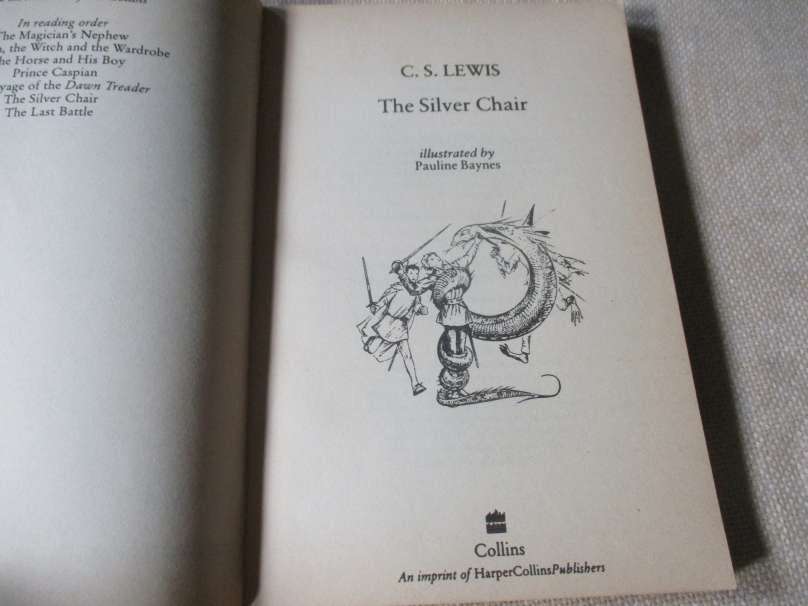 In reading order
The Magician's Nephew
the Witch and the Wardrobe
The Horse and His Boy
Prince Caspian
of the Dawn Treader
The Silver Chair
The Last Battle
C. S. LEWIS
The Silver Chair
illustrated by
Pauline Baynes
Collins
An imprint of HarperCollinsPublishers